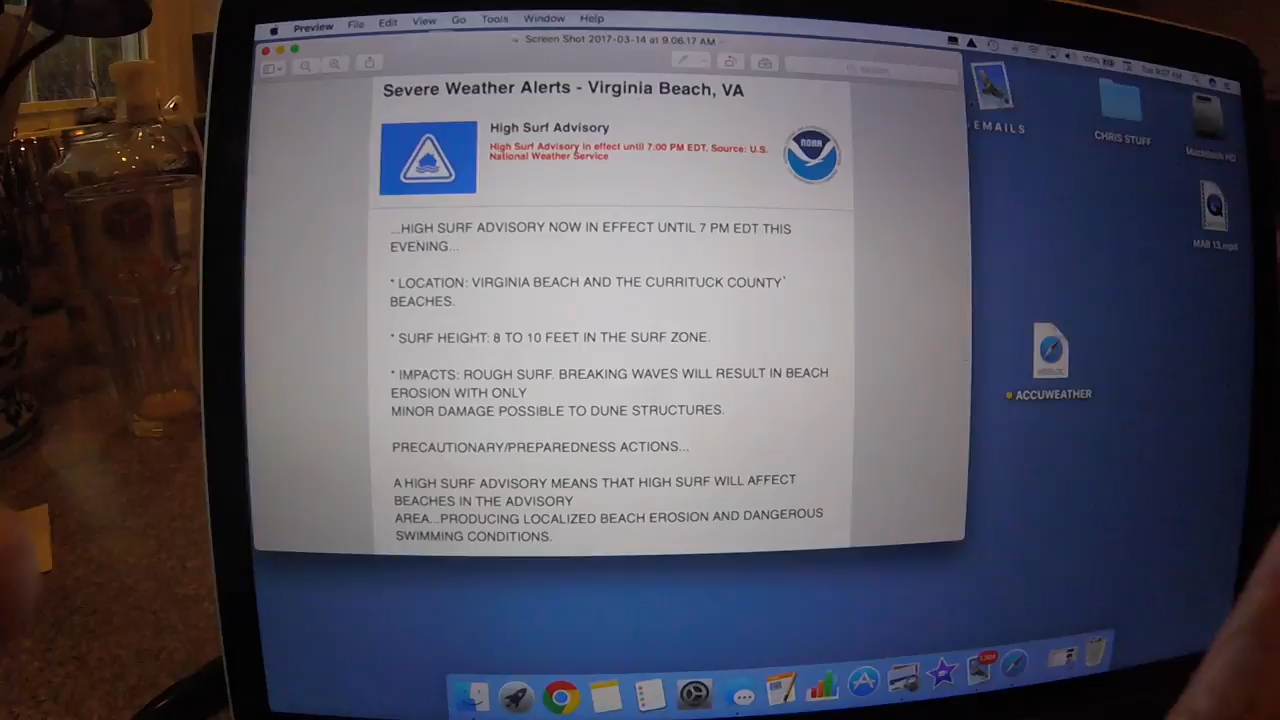 Preview File Edit View Go Tools Window Help
Screen Shot 2017-03-14 at 9.06.17 AM
Search
Severe Weather Alerts - Virginia Beach, VA
High Surf Advisory
High Surf Advisory in effect until 7:00 PM EDT. Source: U.S.
National Weather Service
NOAA
...HIGH SURF ADVISORY NOW IN EFFECT UNTIL 7 PM EDT THIS
EVENING...
* LOCATION: VIRGINIA BEACH AND THE CURRITUCK COUNTY
BEACHES.
* SURF HEIGHT: 8 TO 10 FEET IN THE SURF ZONE.
* IMPACTS: ROUGH SURF. BREAKING WAVES WILL RESULT IN BEACH
EROSION WITH ONLY
MINOR DAMAGE POSSIBLE TO DUNE STRUCTURES.
PRECAUTIONARY/PREPAREDNESS ACTIONS...
A HIGH SURF ADVISORY MEANS THAT HIGH SURF WILL AFFECT
BEACHES IN THE ADVISORY
AREA...PRODUCING LOCALIZED BEACH EROSION AND DANGEROUS
SWIMMING CONDITIONS.
EMAILS
CHRIS STUFF
Macintosh HD
MAR 13.mp4
ACCUWEATHER